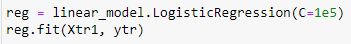 reg = linear_model.LogisticRegression(C=1e5)
reg.fit(Xtr1, ytr)